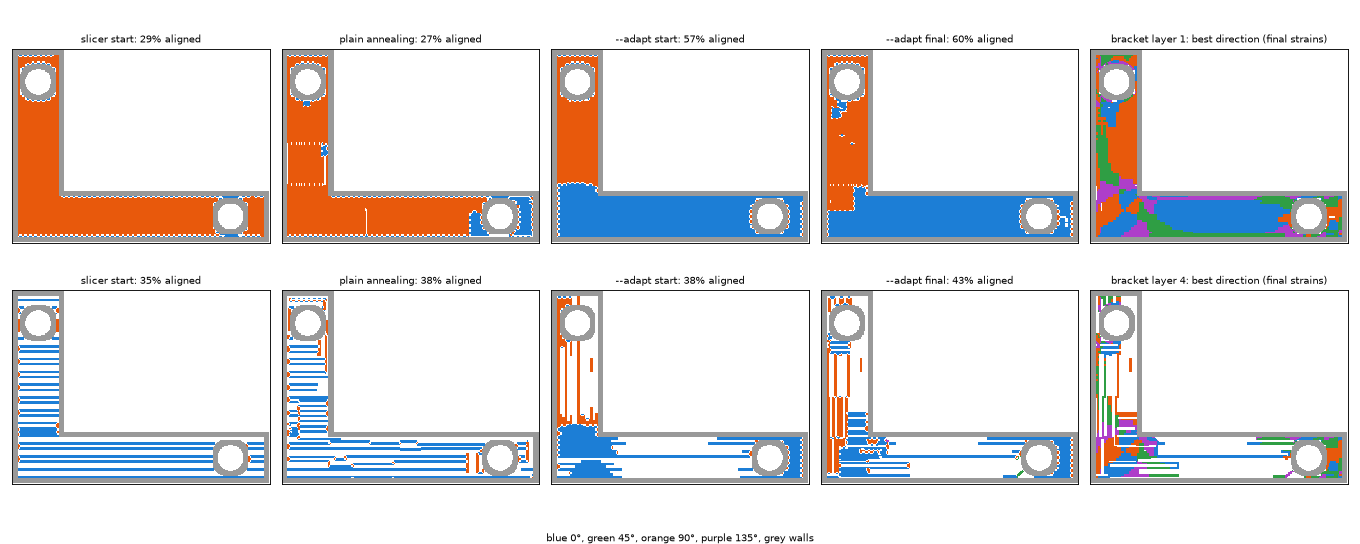 slicer start: 29% aligned
plain annealing: 27% aligned
--adapt start: 57% aligned
--adapt final: 60% aligned
bracket layer 1: best direction (final strains)
slicer start: 35% aligned
plain annealing: 38% aligned
--adapt start: 38% aligned
--adapt final: 43% aligned
bracket layer 4: best direction (final strains)
blue 0°, green 45°, orange 90°, purple 135°, grey walls